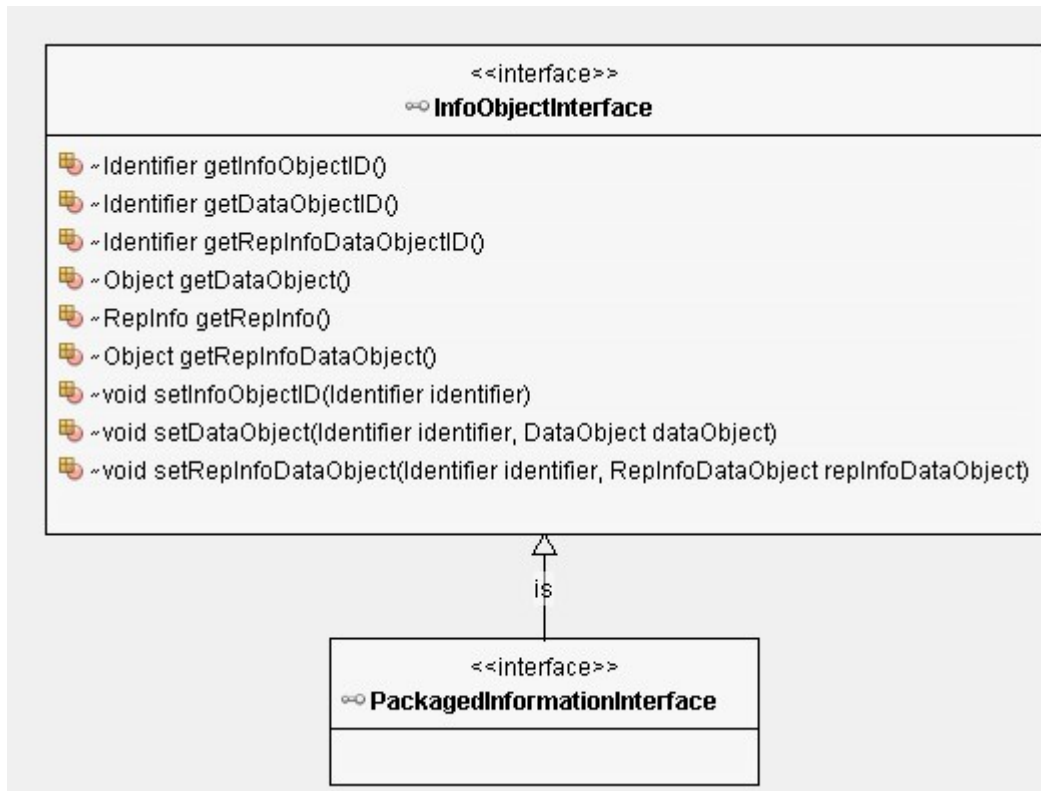 <<interface>>
InfoObjectInterface
~Identifier getInfoObjectID()
~Identifier getDataObjectID()
~Identifier getRepInfoDataObjectID()
~Object getDataObject()
~RepInfo getRepInfo()
~Object getRepInfoDataObject()
~void setInfoObjectID(Identifier identifier)
~void setDataObject(Identifier identifier, DataObject dataObject)
~void setRepInfoDataObject(Identifier identifier, RepInfoDataObject repInfoDataObject)
is
<<interface>>
PackagedInformationInterface